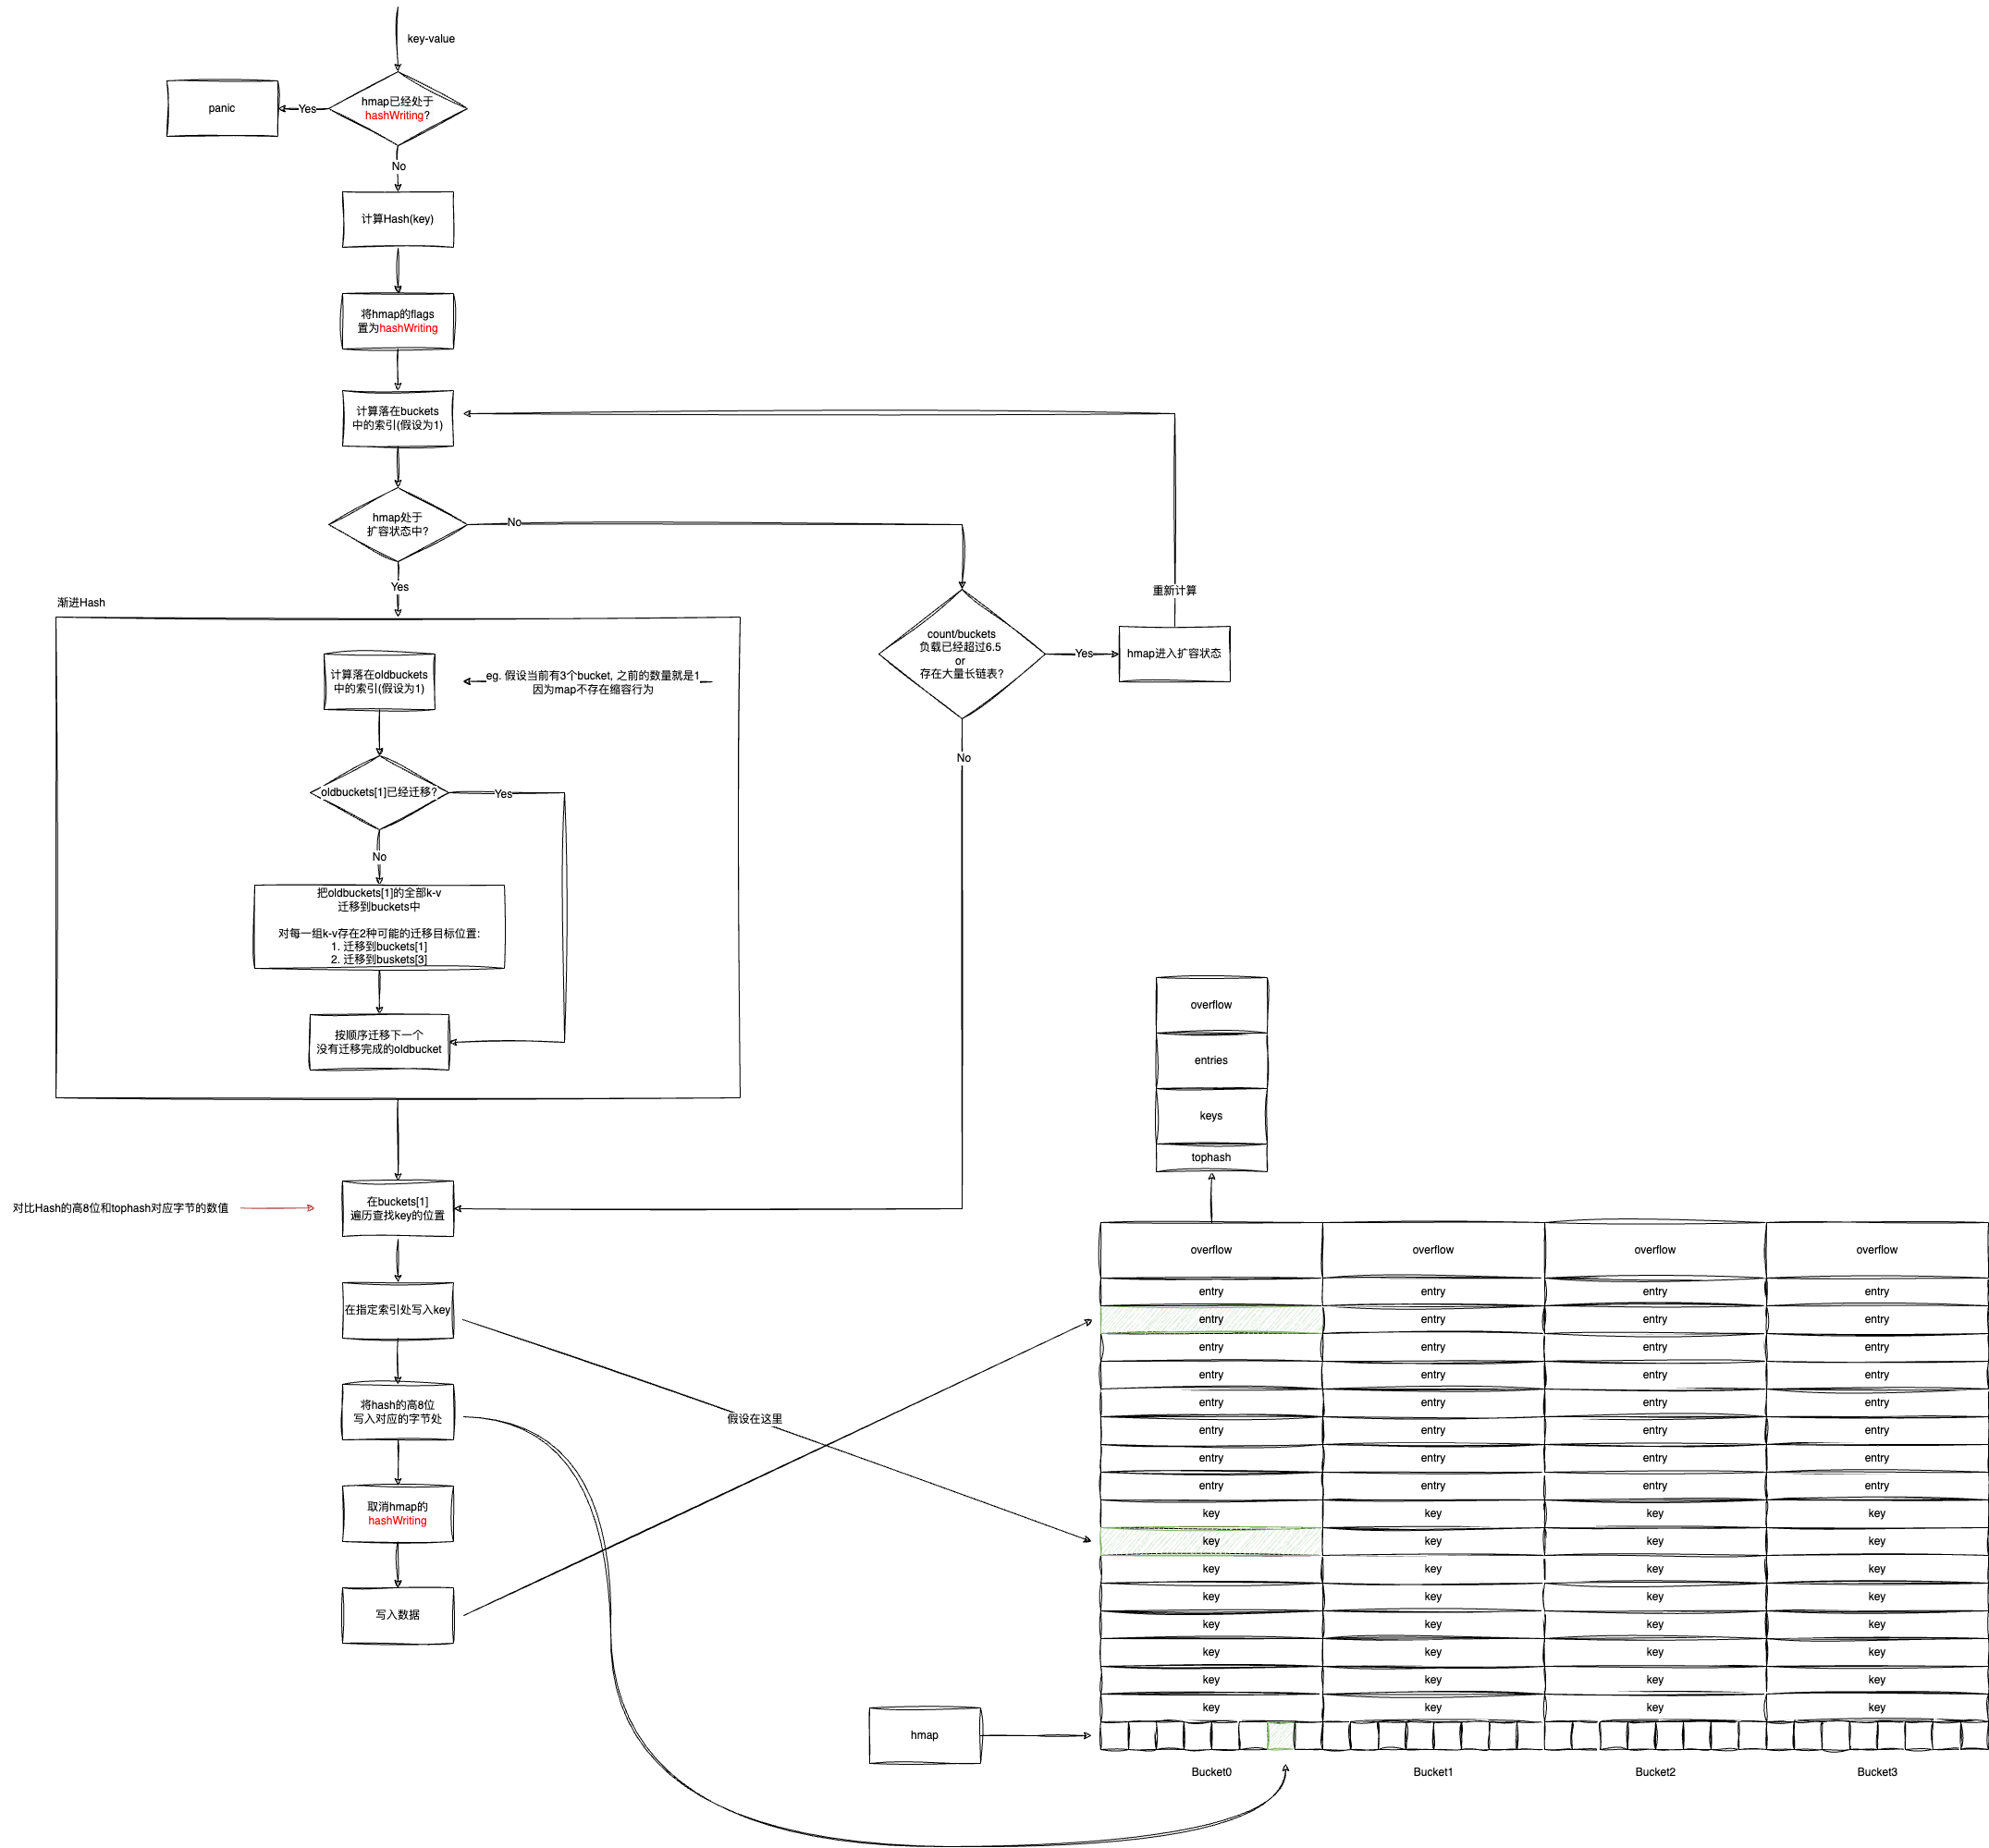 key-value
hmap已经处于
hashWriting?
Yes
panic
No
计算Hash(key)
将hmap的flags
置为hashWriting
计算落在buckets
中的索引(假设为1)
hmap处于
扩容状态中?
No
Yes
重新计算
渐进Hash
count/buckets
负载已经超过6.5
or
存在大量长链表?
Yes
hmap进入扩容状态
No
计算落在oldbuckets
中的索引(假设为1)
eg. 假设当前有3个bucket, 之前的数量就是1
因为map不存在缩容行为
oldbuckets[1]已经迁移?
Yes
No
把oldbuckets[1]的全部k-v
迁移到buckets中
对每一组k-v存在2种可能的迁移目标位置:
1. 迁移到buckets[1]
2. 迁移到buskets[3]
按顺序迁移下一个
没有迁移完成的oldbucket
overflow
entries
keys
tophash
对比Hash的高8位和tophash对应字节的数值
在buckets[1]
遍历查找key的位置
在指定索引处写入key
将hash的高8位
写入对应的字节处
假设在这里
取消hmap的
hashWriting
写入数据
hmap
overflow overflow overflow overflow
entry entry entry entry
entry entry entry entry
entry entry entry entry
entry entry entry entry
entry entry entry entry
entry entry entry entry
entry entry entry entry
entry entry entry entry
key key key key
key key key key
key key key key
key key key key
key key key key
key key key key
key key key key
key key key key
Bucket0 Bucket1 Bucket2 Bucket3